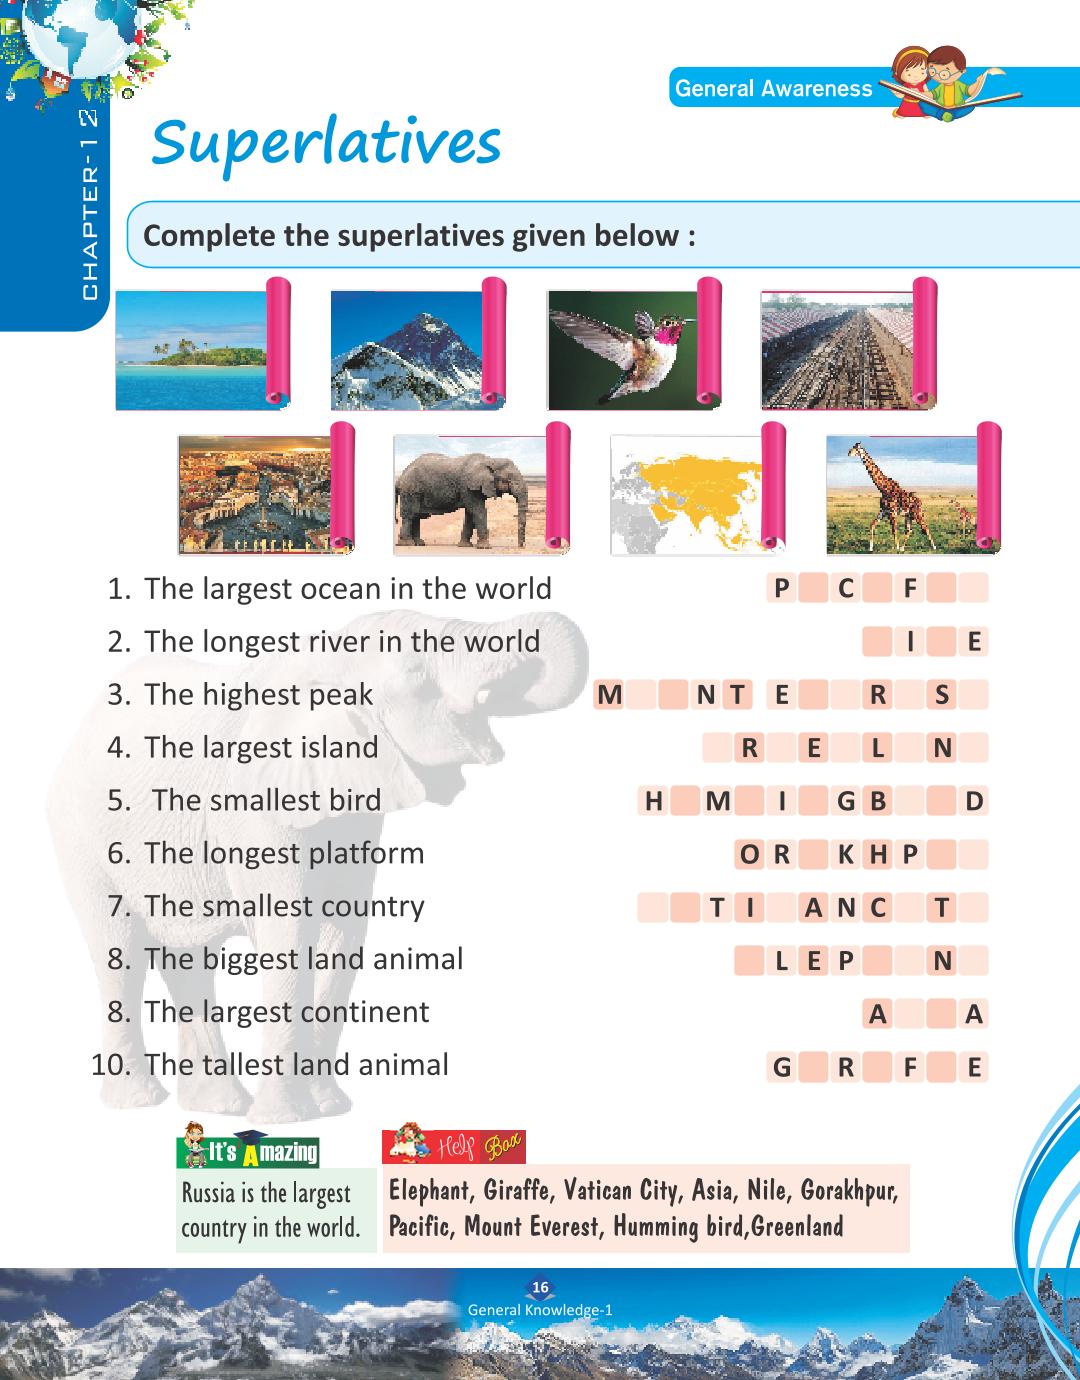 General Awareness
CHAPTER-12
Superlatives
Complete the superlatives given below :
1. The largest ocean in the world P C F
2. The longest river in the world I E
3. The highest peak M N T E R S
4. The largest island R E L N
5. The smallest bird H M I G B D
6. The longest platform O R K H P
7. The smallest country T I A N C T
8. The biggest land animal L E P N
8. The largest continent A A
10. The tallest land animal G R F E
It's Amazing
Russia is the largest
country in the world.
Help Box
Elephant, Giraffe, Vatican City, Asia, Nile, Gorakhpur,
Pacific, Mount Everest, Humming bird,Greenland
16
General Knowledge-1